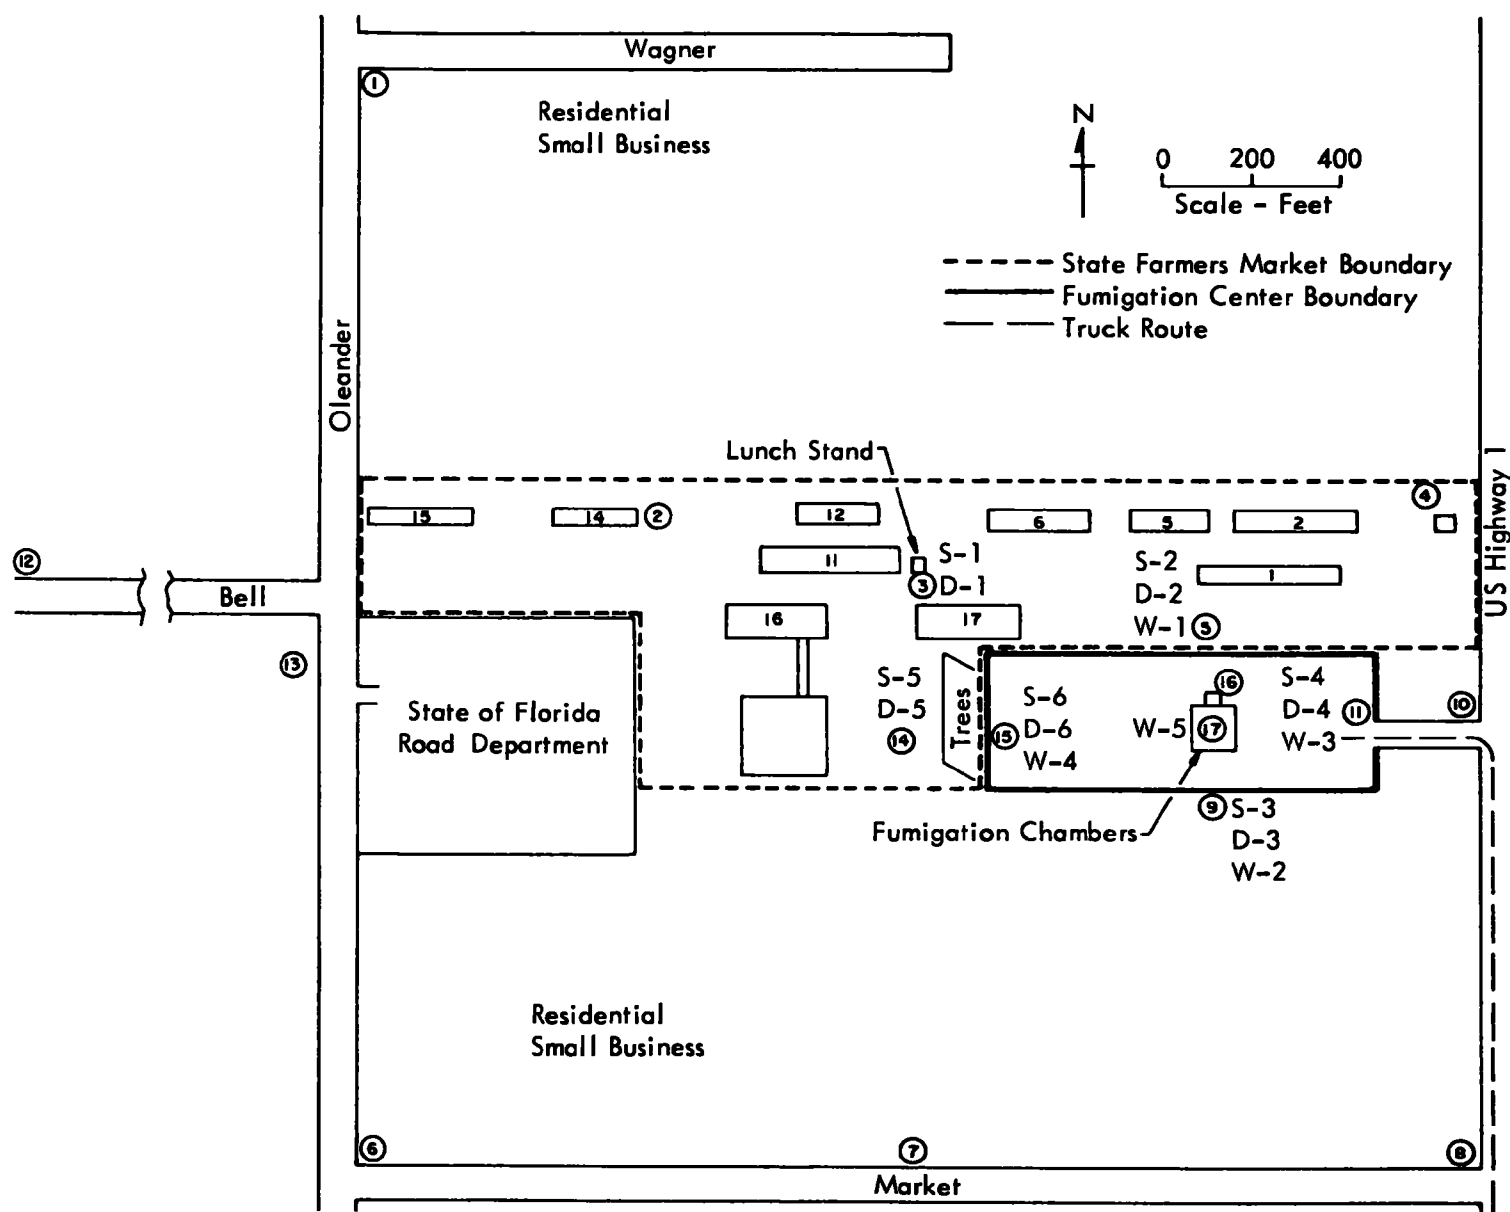 Wagner
1
Residential
Small Business
N
0 200 400
Scale - Feet
State Farmers Market Boundary
Fumigation Center Boundary
Truck Route
Oleander
Lunch Stand
US Highway 1
4
15
14
2
12
6
5
2
12
11
S-1
3
D-1
S-2
D-2
W-1
5
1
Bell
16
17
13
State of Florida
Road Department
S-5
D-5
14
Trees
S-6
D-6
W-4
15
16
W-5
17
S-4
D-4
W-3
11
10
Fumigation Chambers
9
S-3
D-3
W-2
Residential
Small Business
6
7
8
Market